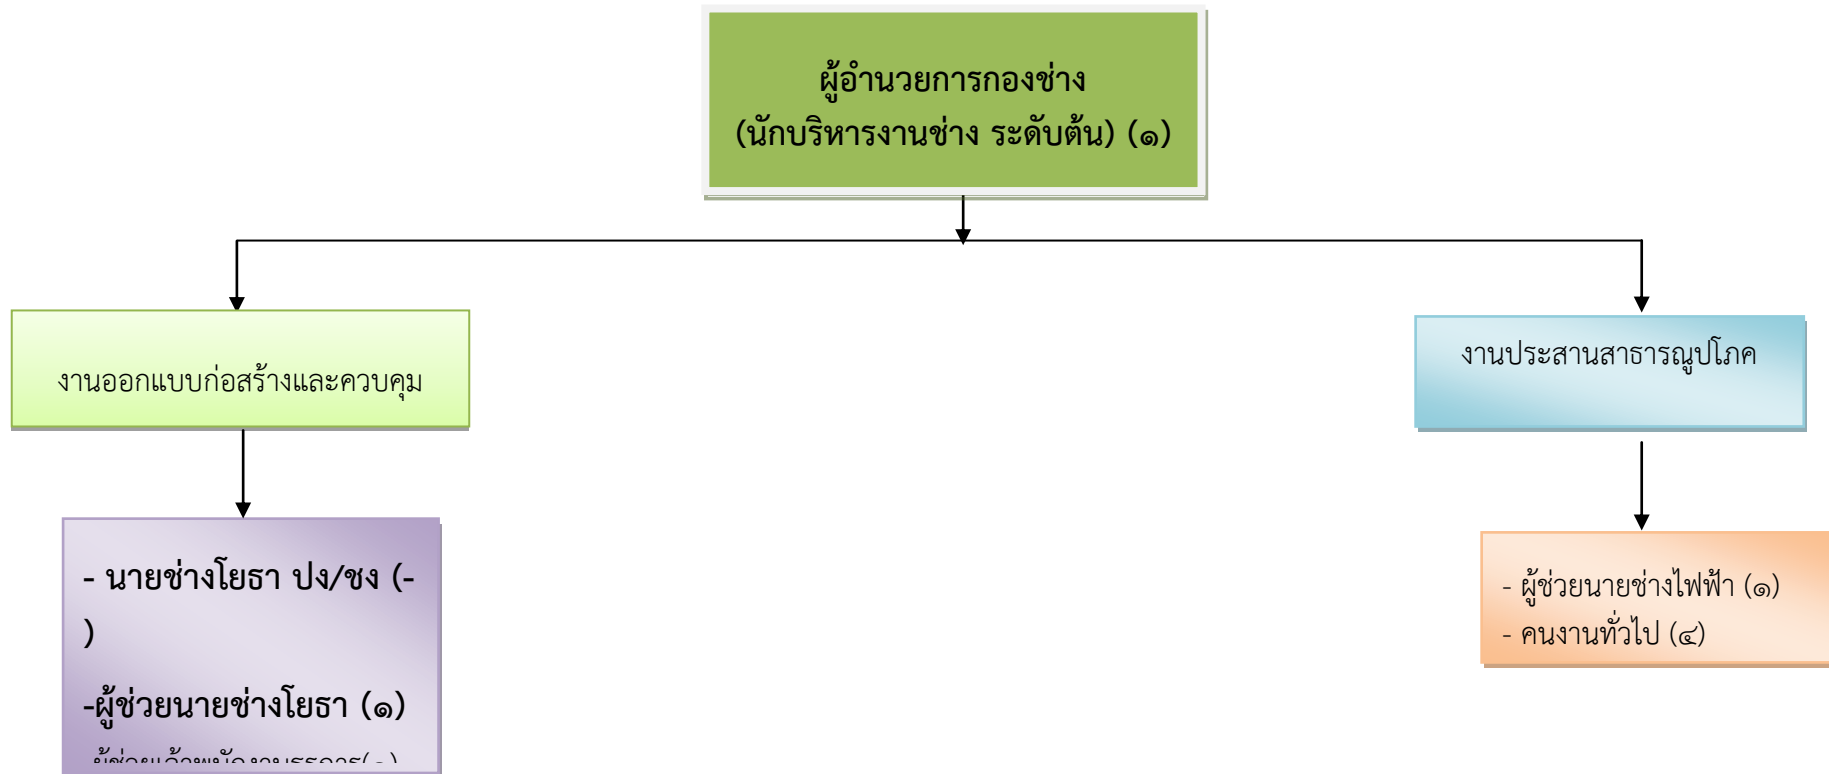 ผู้อำนวยการกองช่าง
(นักบริหารงานช่าง ระดับต้น) (๑)
งานออกแบบก่อสร้างและควบคุม
งานประสานสาธารณูปโภค
- นายช่างโยธา ปง/ชง (-
)
-ผู้ช่วยนายช่างโยธา (๑)
- ผู้ช่วยนายช่างไฟฟ้า (๑)
- คนงานทั่วไป (๔)